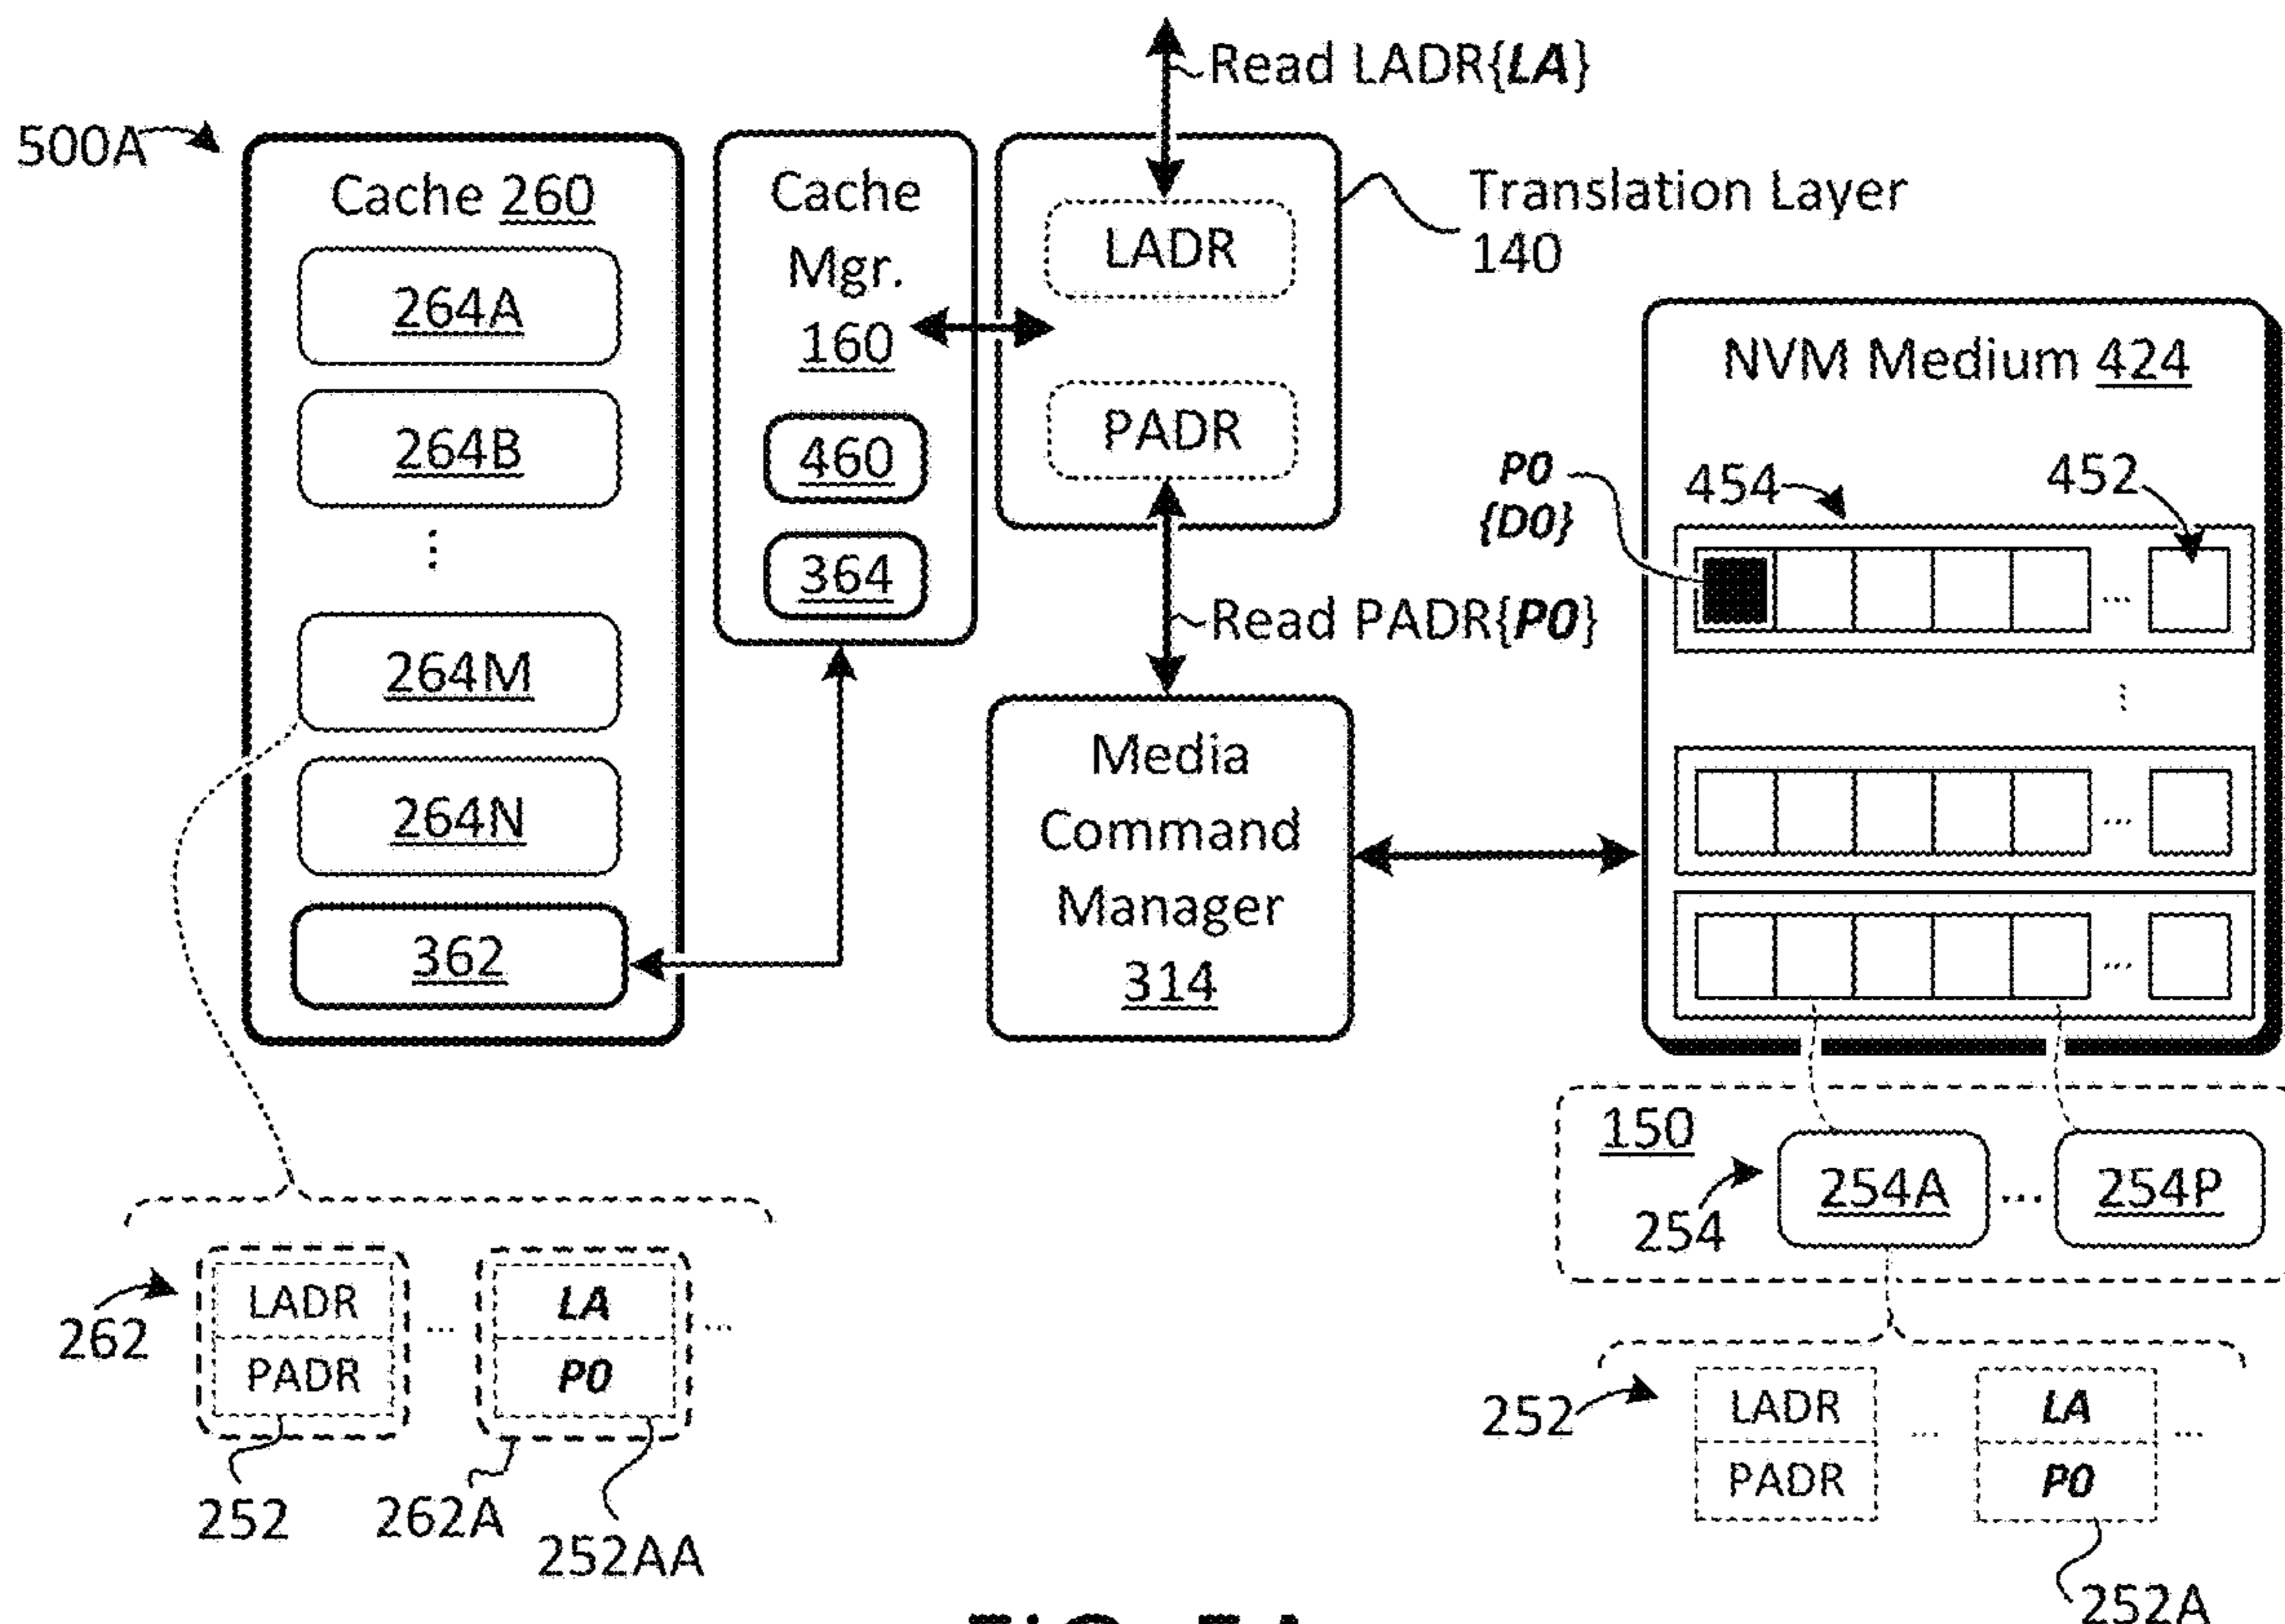 Read LADR{LA}
500A
Cache 260
264A
264B
⋮
264M
264N
362
Cache
Mgr.
160
460
364
LADR
PADR
Translation Layer
140
Read PADR{P0}
Media
Command
Manager
314
NVM Medium 424
P0
{D0}
454
452
...
⋮
...
...
150
254
254A
...
254P
262
LADR
PADR
...
LA
P0
...
252
262A
252AA
252
LADR
PADR
...
LA
P0
...
252A